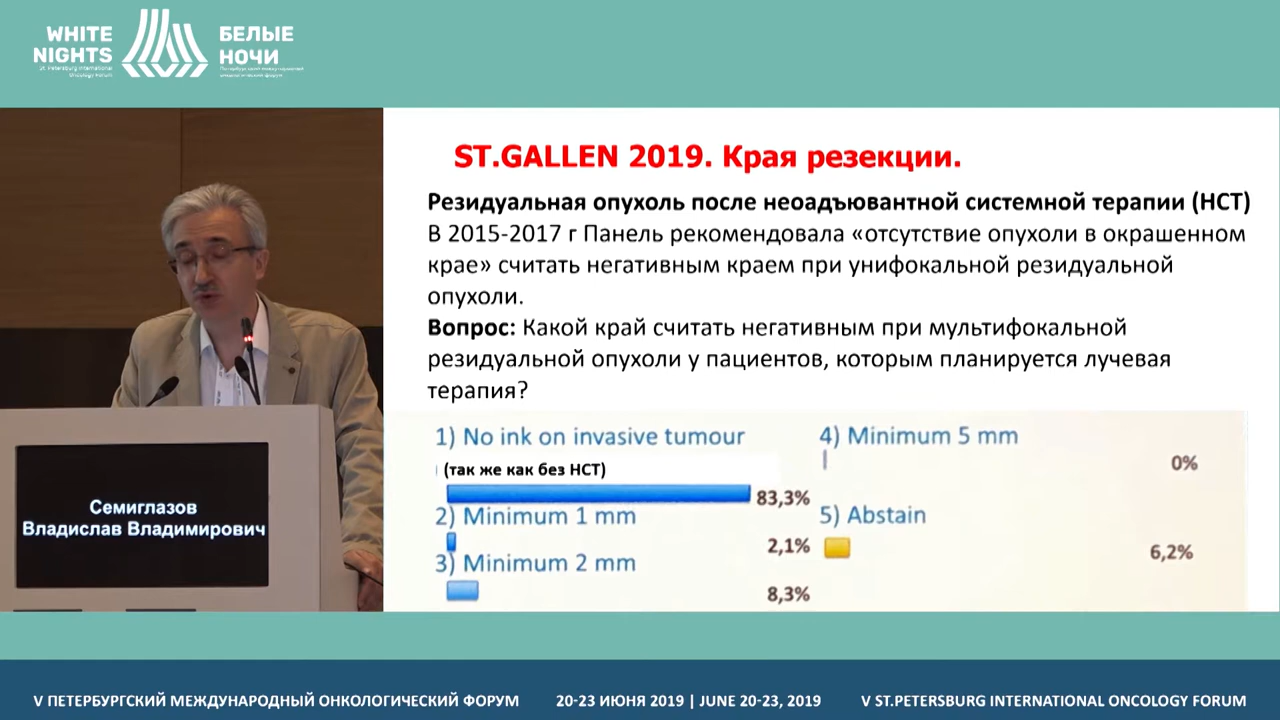 WHITE
NIGHTS
St. Petersburg International
Oncology Forum
БЕЛЫЕ
НОЧИ
Петербургский международный
онкологический форум
ST.GALLEN 2019. Края резекции.
Резидуальная опухоль после неоадъювантной системной терапии (НСТ)
В 2015-2017 г Панель рекомендовала «отсутствие опухоли в окрашенном
крае» считать негативным краем при унифокальной резидуальной
опухоли.
Вопрос: Какой край считать негативным при мультифокальной
резидуальной опухоли у пациентов, которым планируется лучевая
терапия?
1) No ink on invasive tumour
(так же как без НСТ)
83,3%
2) Minimum 1 mm
2,1%
3) Minimum 2 mm
8,3%
4) Minimum 5 mm
0%
5) Abstain
6,2%
Семиглазов
Владислав Владимирович
V ПЕТЕРБУРГСКИЙ МЕЖДУНАРОДНЫЙ ОНКОЛОГИЧЕСКИЙ ФОРУМ
20-23 ИЮНЯ 2019 | JUNE 20-23, 2019
V ST.PETERSBURG INTERNATIONAL ONCOLOGY FORUM